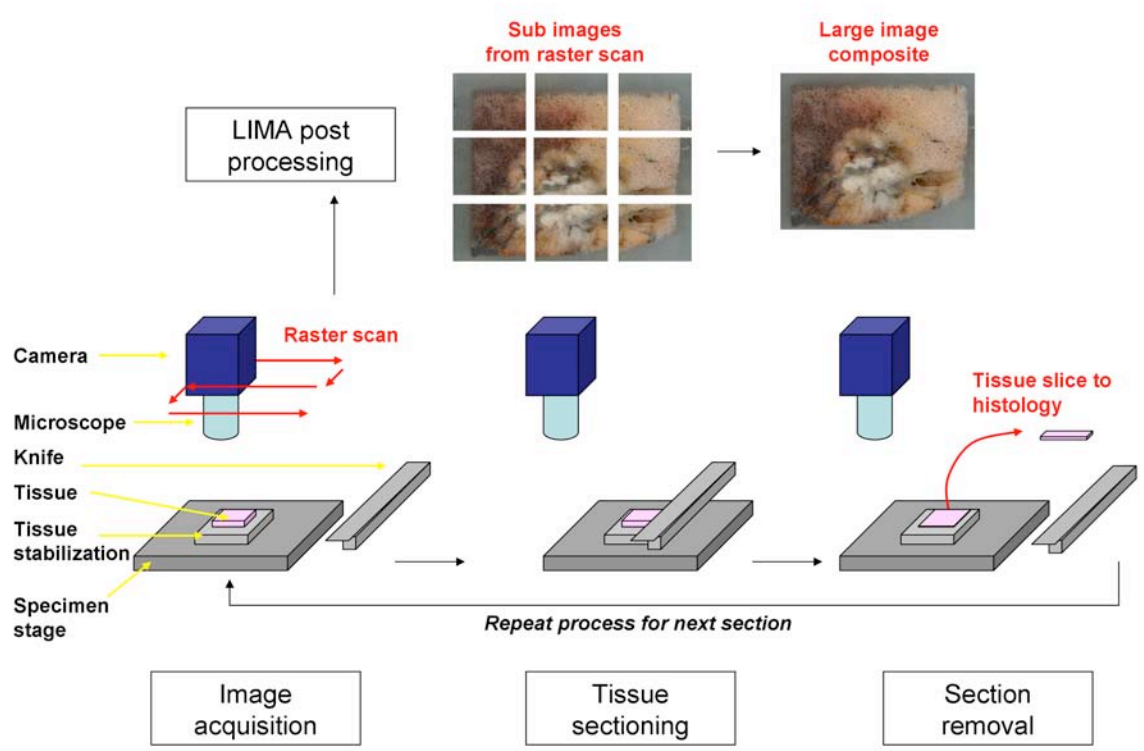 Sub images
from raster scan
Large image
composite
LIMA post
processing
Raster scan
Camera
Microscope
Knife
Tissue
Tissue
stabilization
Specimen
stage
Tissue slice to
histology
Repeat process for next section
Image
acquisition
Tissue
sectioning
Section
removal